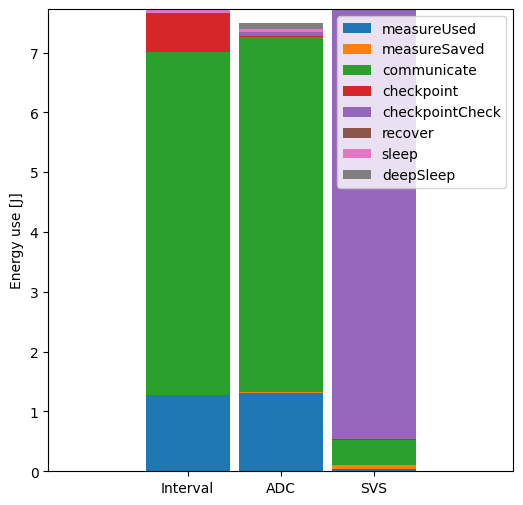 7
6
5
4
3
2
1
0
Energy use [J]
measureUsed
measureSaved
communicate
checkpoint
checkpointCheck
recover
sleep
deepSleep
Interval
ADC
SVS